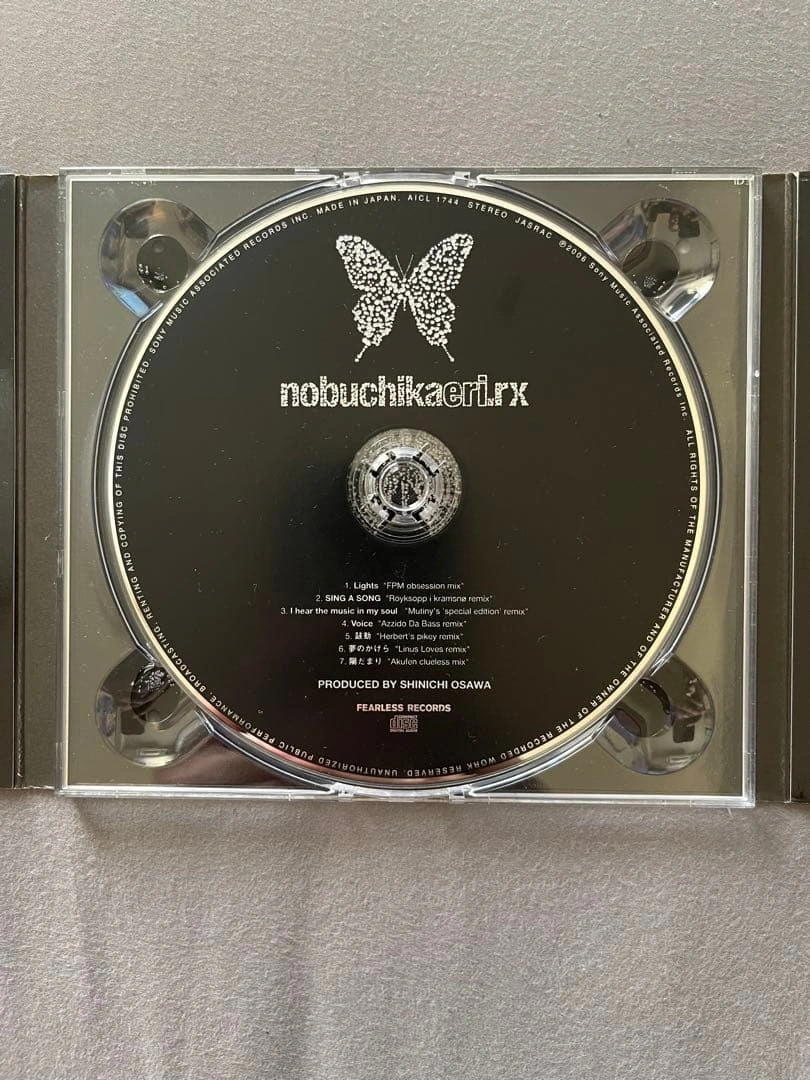 RENTING AND COPYING OF THIS DISC PROHIBITED. SONY MUSIC ASSOCIATED RECORDS INC. MADE IN JAPAN. AICL 1744 STEREO JASRAC
℗2006 Sony Music Associated Records Inc. ALL RIGHTS OF THE MANUFACTURER AND OF THE OWNER OF THE RECORDED WORK RESERVED. UNAUTHORIZED PUBLIC PERFORMANCE, BROADCASTING,
nobuchikaeri.rx
1. Lights "FPM obsession mix"
2. SING A SONG "Royksopp i kramsnø remix"
3. I hear the music in my soul "Mutiny's 'special edition' remix"
4. Voice "Azzido Da Bass remix"
5. 鼓動 "Herbert's pikey remix"
6. 夢のかけら "Linus Loves remix"
7. 陽だまり "Akufen clueless mix"
PRODUCED BY SHINICHI OSAWA
FEARLESS RECORDS
COMPACT
disc
DIGITAL AUDIO